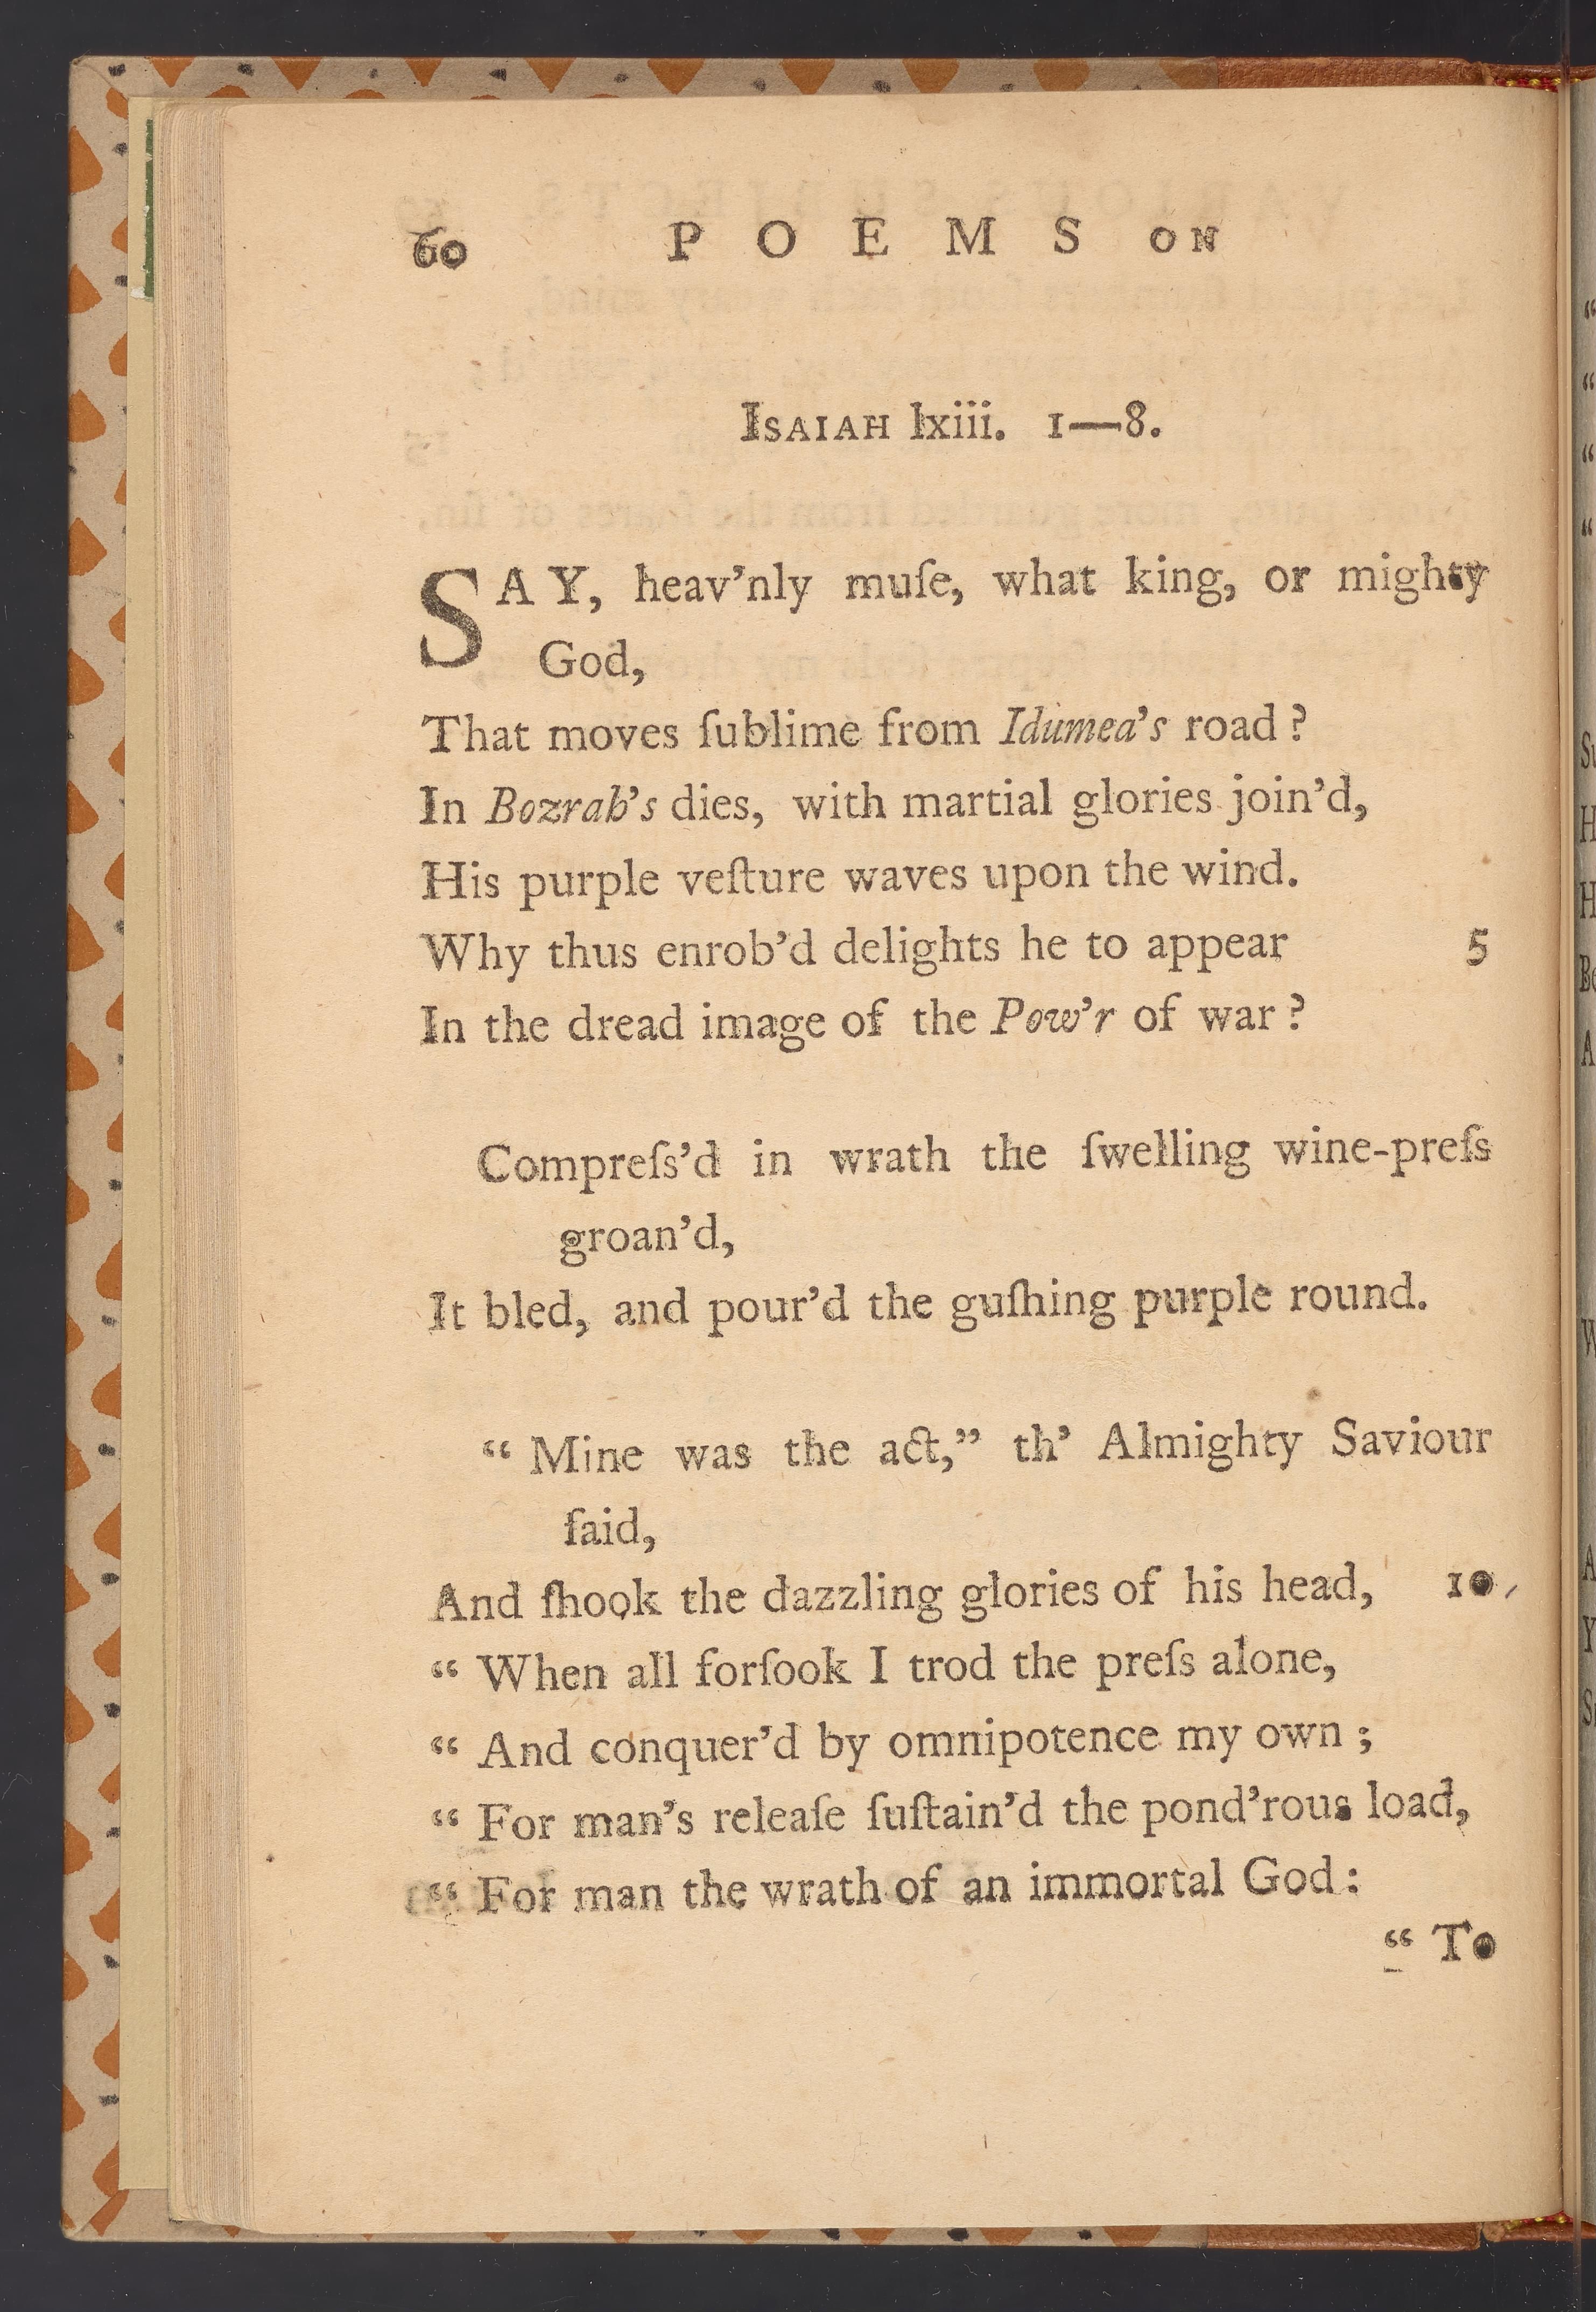 60 POEMS ON
ISAIAH lxiii. 1—8.
SAY, heav’nly muſe, what king, or mighty
God,
That moves ſublime from Idumea’s road?
In Bozrah’s dies, with martial glories join’d,
His purple veſture waves upon the wind.
Why thus enrob’d delights he to appear 5
In the dread image of the Pow’r of war?
Compreſs’d in wrath the ſwelling wine-preſs
groan’d,
It bled, and pour’d the guſhing purple round.
“ Mine was the act,” th’ Almighty Saviour
ſaid,
And ſhook the dazzling glories of his head, 10
“ When all forſook I trod the preſs alone,
“ And conquer’d by omnipotence my own;
“ For man’s releaſe ſuſtain’d the pond’rous load,
“ For man the wrath of an immortal God:
“ To